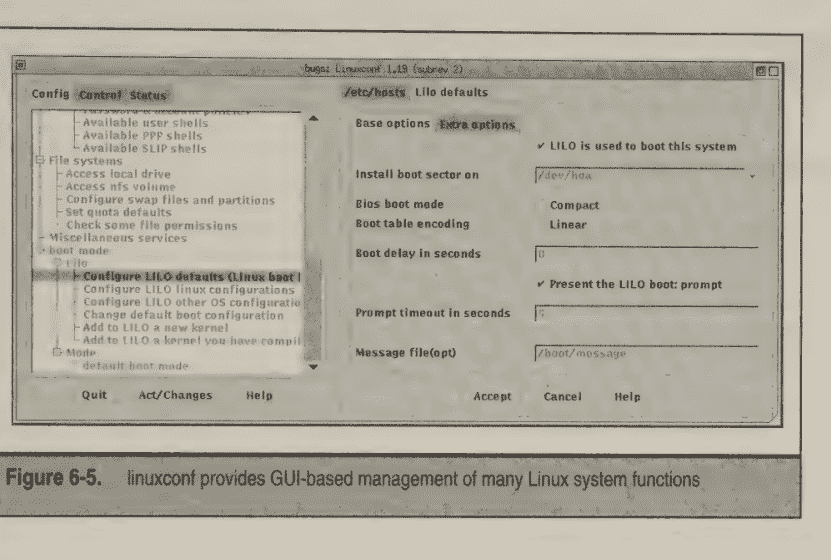 bugs: Linuxconf 1.19 (subrev 2)
Config Control Status
Password & account policies
Available user shells
Available PPP shells
Available SLIP shells
File systems
Access local drive
Access nfs volume
Configure swap files and partitions
Set quota defaults
Check some file permissions
Miscellaneous services
boot mode
Lilo
Configure LILO defaults (Linux boot l
Configure LILO linux configurations
Configure LILO other OS configuratio
Change default boot configuration
Add to LILO a new kernel
Add to LILO a kernel you have compil
Mode
default boot mode
Quit Act/Changes Help
/etc/hosts Lilo defaults
Base options Extra options
✔ LILO is used to boot this system
Install boot sector on /dev/hda
Bios boot mode Compact
Boot table encoding Linear
Boot delay in seconds 0
✔ Present the LILO boot: prompt
Prompt timeout in seconds 5
Message file(opt) /boot/message
Accept Cancel Help
Figure 6-5. linuxconf provides GUI-based management of many Linux system functions